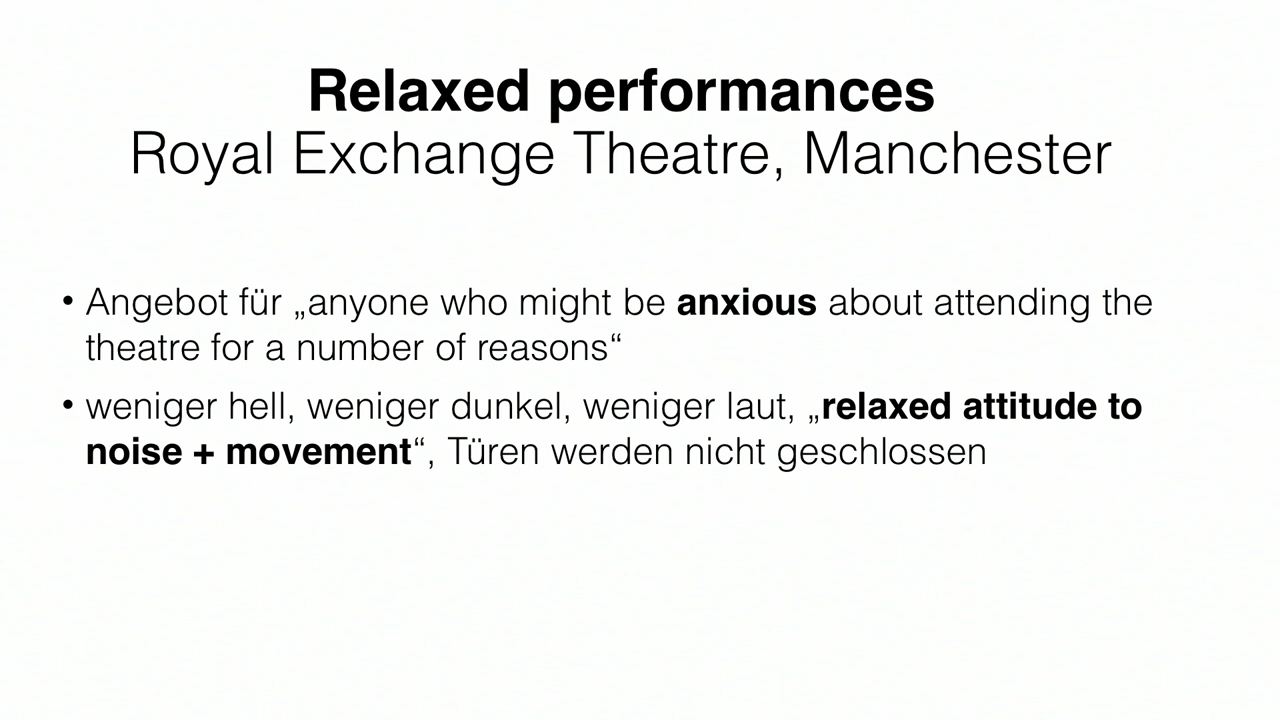 Relaxed performances
Royal Exchange Theatre, Manchester
• Angebot für „anyone who might be anxious about attending the
theatre for a number of reasons“
• weniger hell, weniger dunkel, weniger laut, „relaxed attitude to
noise + movement“, Türen werden nicht geschlossen